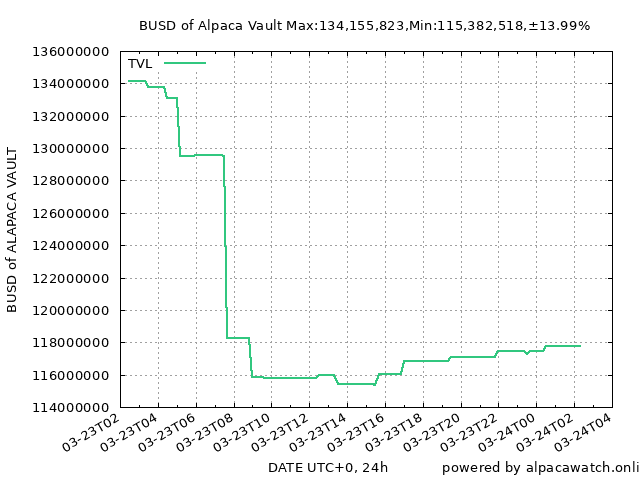 BUSD of Alpaca Vault Max:134,155,823,Min:115,382,518,±13.99%
TVL
136000000
134000000
132000000
130000000
128000000
126000000
124000000
122000000
120000000
118000000
116000000
114000000
BUSD of ALAPACA VAULT
03-23T02
03-23T04
03-23T06
03-23T08
03-23T10
03-23T12
03-23T14
03-23T16
03-23T18
03-23T20
03-23T22
03-24T00
03-24T02
03-24T04
DATE UTC+0, 24h
powered by alpacawatch.onli